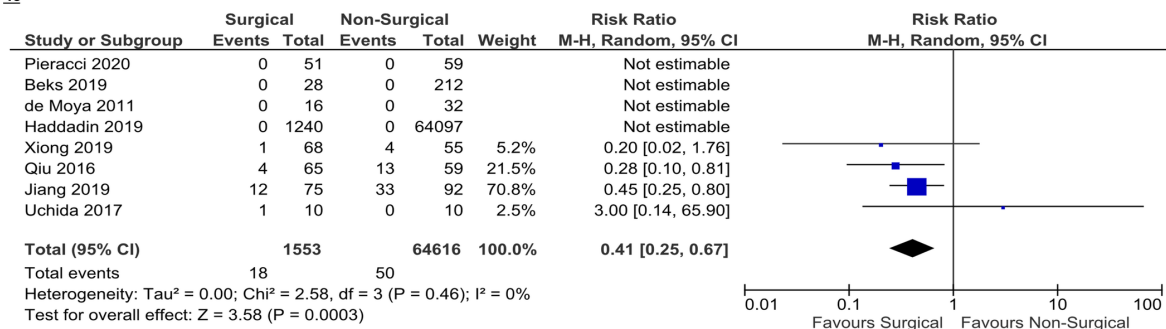 Surgical Non-Surgical Risk Ratio Risk Ratio
Study or Subgroup Events Total Events Total Weight M-H, Random, 95% CI M-H, Random, 95% CI
Pieracci 2020 0 51 0 59 Not estimable
Beks 2019 0 28 0 212 Not estimable
de Moya 2011 0 16 0 32 Not estimable
Haddadin 2019 0 1240 0 64097 Not estimable
Xiong 2019 1 68 4 55 5.2% 0.20 [0.02, 1.76]
Qiu 2016 4 65 13 59 21.5% 0.28 [0.10, 0.81]
Jiang 2019 12 75 33 92 70.8% 0.45 [0.25, 0.80]
Uchida 2017 1 10 0 10 2.5% 3.00 [0.14, 65.90]
Total (95% CI) 1553 64616 100.0% 0.41 [0.25, 0.67]
Total events 18 50
Heterogeneity: Tau² = 0.00; Chi² = 2.58, df = 3 (P = 0.46); I² = 0%
Test for overall effect: Z = 3.58 (P = 0.0003)
0.01 0.1 1 10 100
Favours Surgical Favours Non-Surgical